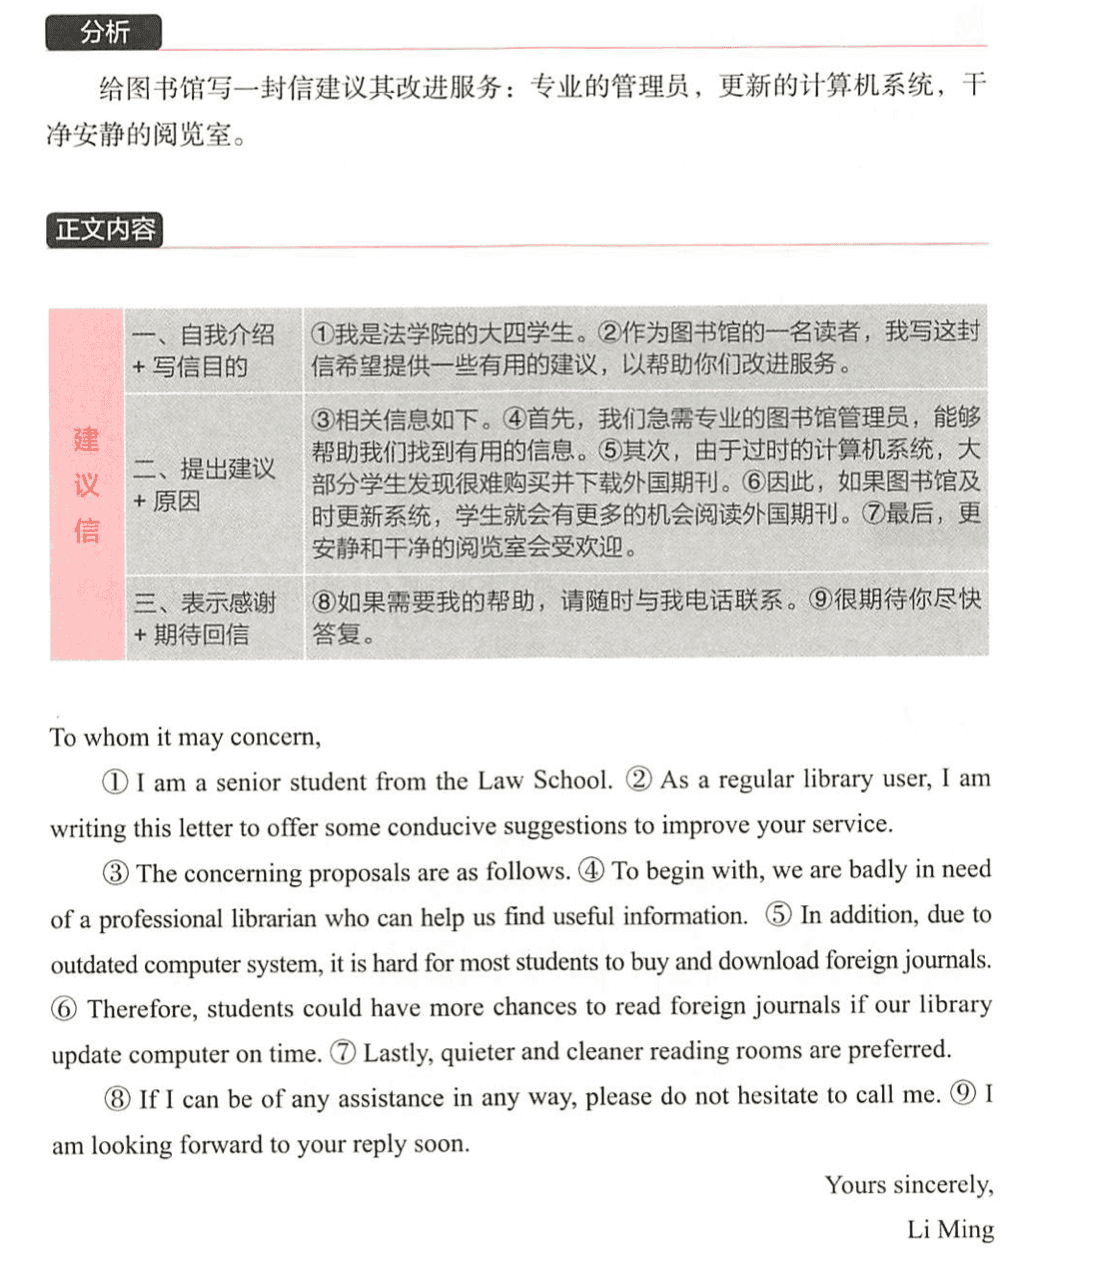 分析
给图书馆写一封信建议其改进服务：专业的管理员，更新的计算机系统，干
净安静的阅览室。
正文内容
建
议
信
一、自我介绍
+ 写信目的
①我是法学院的大四学生。②作为图书馆的一名读者，我写这封
信希望提供一些有用的建议，以帮助你们改进服务。
二、提出建议
+ 原因
③相关信息如下。④首先，我们急需专业的图书馆管理员，能够
帮助我们找到有用的信息。⑤其次，由于过时的计算机系统，大
部分学生发现很难购买并下载外国期刊。⑥因此，如果图书馆及
时更新系统，学生就会有更多的机会阅读外国期刊。⑦最后，更
安静和干净的阅览室会受欢迎。
三、表示感谢
+ 期待回信
⑧如果需要我的帮助，请随时与我电话联系。⑨很期待你尽快
答复。
To whom it may concern,
① I am a senior student from the Law School. ② As a regular library user, I am
writing this letter to offer some conducive suggestions to improve your service.
③ The concerning proposals are as follows. ④ To begin with, we are badly in need
of a professional librarian who can help us find useful information. ⑤ In addition, due to
outdated computer system, it is hard for most students to buy and download foreign journals.
⑥ Therefore, students could have more chances to read foreign journals if our library
update computer on time. ⑦ Lastly, quieter and cleaner reading rooms are preferred.
⑧ If I can be of any assistance in any way, please do not hesitate to call me. ⑨ I
am looking forward to your reply soon.
Yours sincerely,
Li Ming